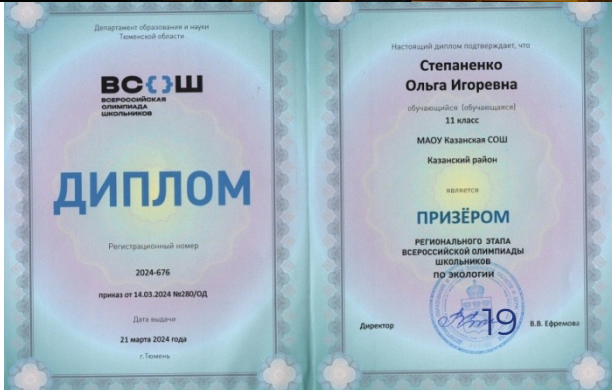 Департамент образования и науки
Тюменской области
ВСОШ
ВСЕРОССИЙСКАЯ
ОЛИМПИАДА
ШКОЛЬНИКОВ
ДИПЛОМ
Регистрационный номер
2024-676
приказ от 14.03.2024 №280/ОД
Дата выдачи
21 марта 2024 года
г.Тюмень
Настоящий диплом подтверждает, что
Степаненко
Ольга Игоревна
обучающийся (обучающаяся)
11 класс
МАОУ Казанская СОШ
Казанский район
является
ПРИЗЁРОМ
РЕГИОНАЛЬНОГО ЭТАПА
ВСЕРОССИЙСКОЙ ОЛИМПИАДЫ
ШКОЛЬНИКОВ
ПО ЭКОЛОГИИ
Директор
19
В.В. Ефремова